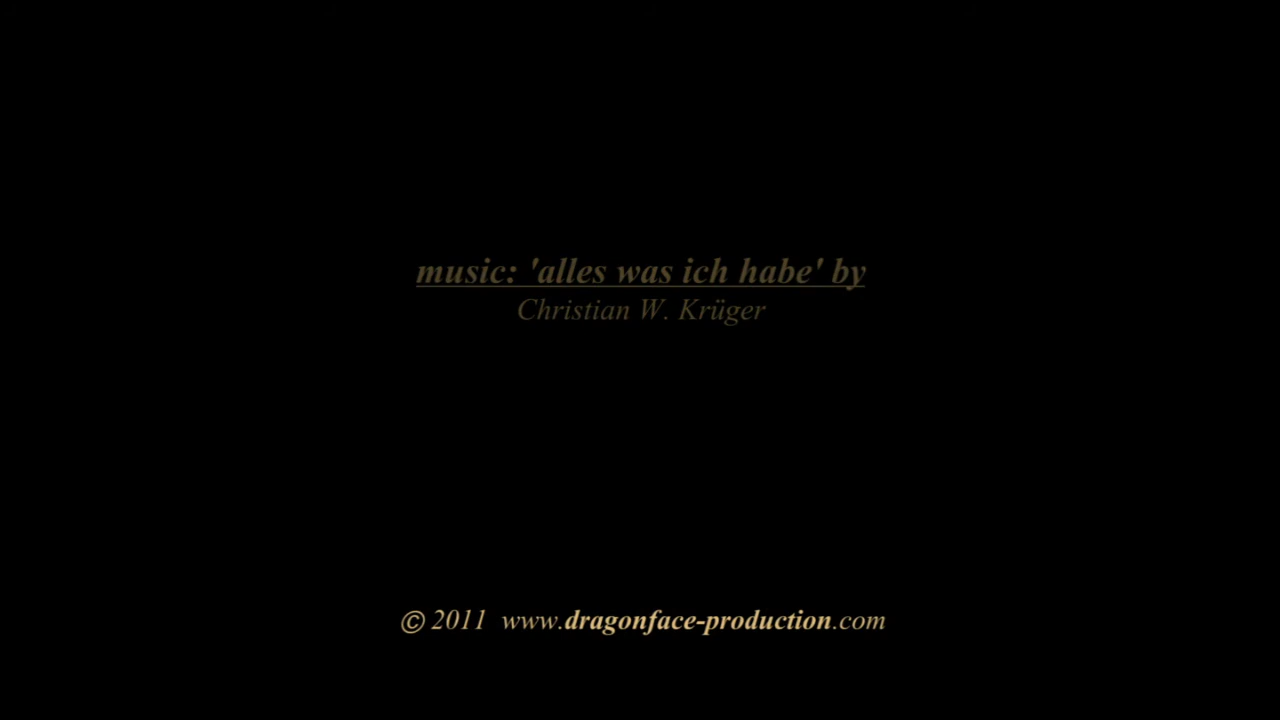 music: 'alles was ich habe' by
Christian W. Krüger
© 2011 www.dragonface-production.com